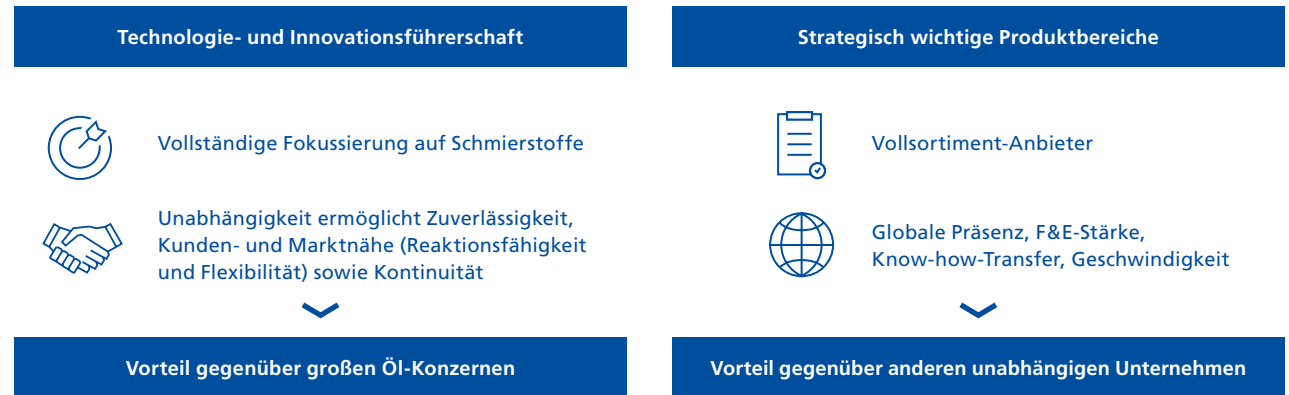 Technologie- und Innovationsführerschaft
Vollständige Fokussierung auf Schmierstoffe
Unabhängigkeit ermöglicht Zuverlässigkeit,
Kunden- und Marktnähe (Reaktionsfähigkeit
und Flexibilität) sowie Kontinuität
Vorteil gegenüber großen Öl-Konzernen
Strategisch wichtige Produktbereiche
Vollsortiment-Anbieter
Globale Präsenz, F&E-Stärke,
Know-how-Transfer, Geschwindigkeit
Vorteil gegenüber anderen unabhängigen Unternehmen